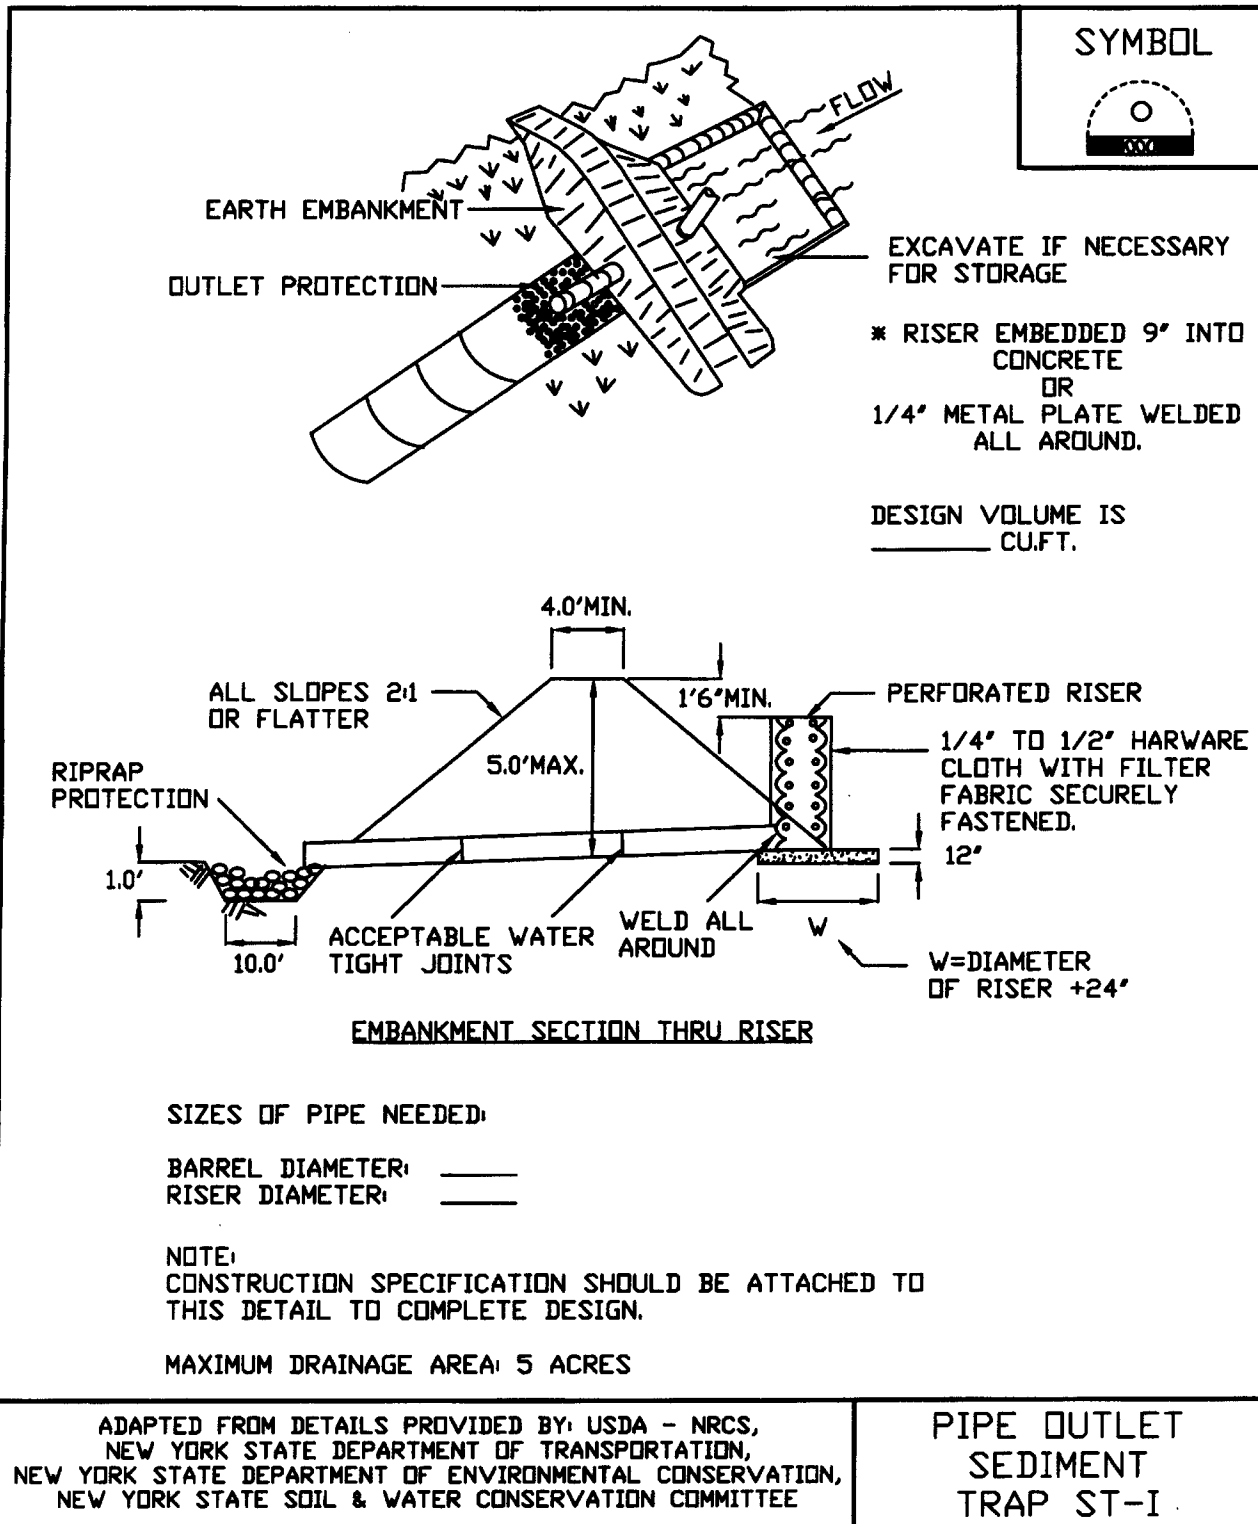 SYMBOL
FLOW
EARTH EMBANKMENT
OUTLET PROTECTION
EXCAVATE IF NECESSARY
FOR STORAGE
* RISER EMBEDDED 9" INTO
CONCRETE
OR
1/4" METAL PLATE WELDED
ALL AROUND.
DESIGN VOLUME IS
_______ CU.FT.
4.0'MIN.
ALL SLOPES 2:1
OR FLATTER
1'6"MIN.
PERFORATED RISER
5.0'MAX.
1/4" TO 1/2" HARWARE
CLOTH WITH FILTER
FABRIC SECURELY
FASTENED.
RIPRAP
PROTECTION
1.0'
12"
10.0'
ACCEPTABLE WATER
TIGHT JOINTS
WELD ALL
AROUND
W
W=DIAMETER
OF RISER +24"
EMBANKMENT SECTION THRU RISER
SIZES OF PIPE NEEDED:
BARREL DIAMETER: _____
RISER DIAMETER: _____
NOTE:
CONSTRUCTION SPECIFICATION SHOULD BE ATTACHED TO
THIS DETAIL TO COMPLETE DESIGN.
MAXIMUM DRAINAGE AREA: 5 ACRES
ADAPTED FROM DETAILS PROVIDED BY: USDA - NRCS,
NEW YORK STATE DEPARTMENT OF TRANSPORTATION,
NEW YORK STATE DEPARTMENT OF ENVIRONMENTAL CONSERVATION,
NEW YORK STATE SOIL & WATER CONSERVATION COMMITTEE
PIPE OUTLET
SEDIMENT
TRAP ST-I